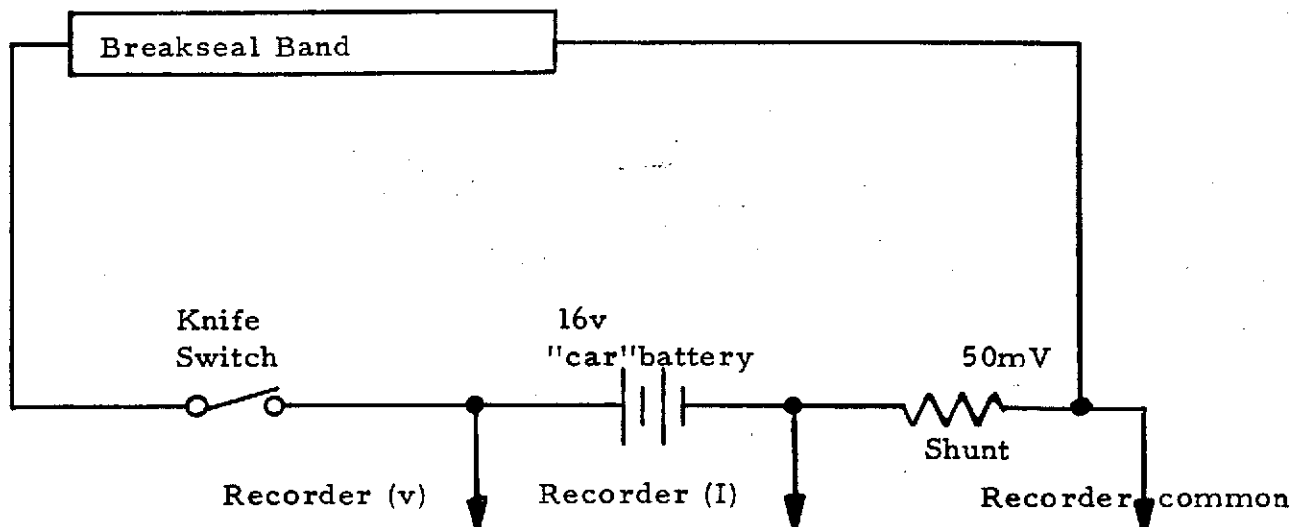 Breakseal Band
Knife
Switch
16v
"car"battery
50mV
Shunt
Recorder (v)
Recorder (I)
Recorder common